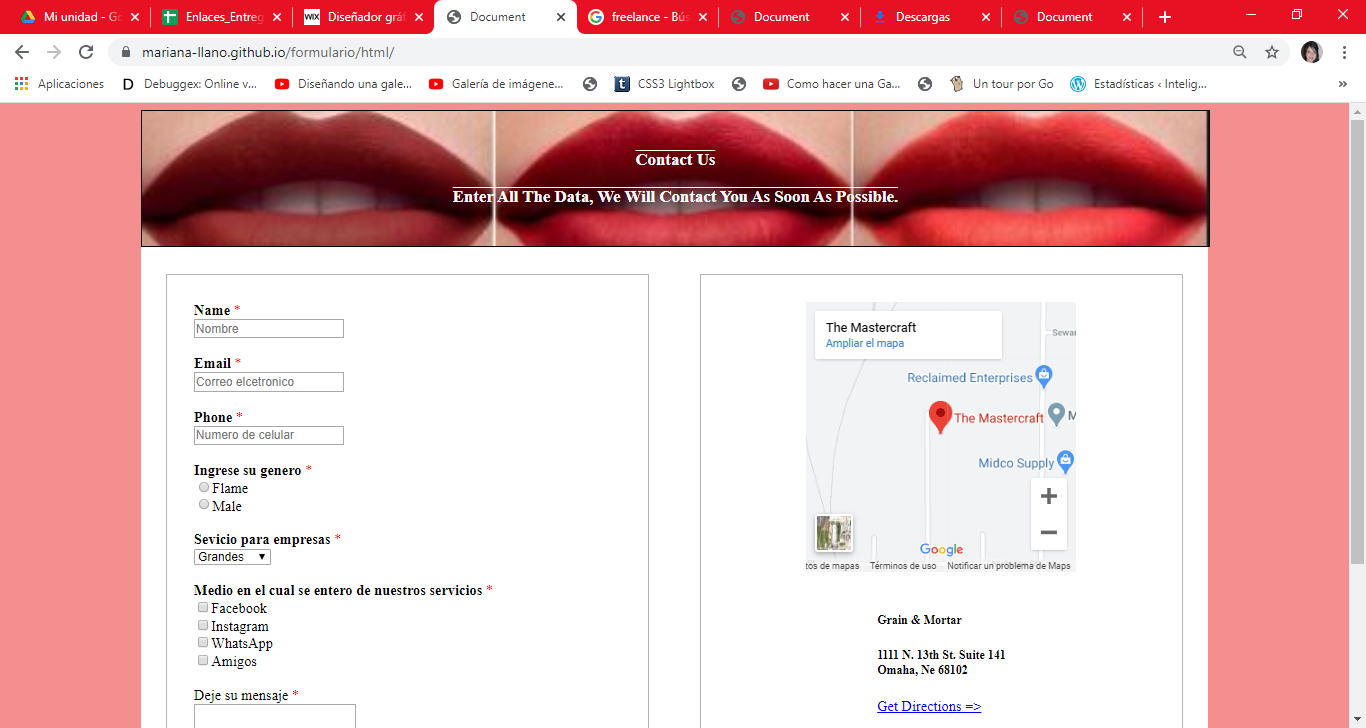 Mi unidad - Go
Enlaces_Entreg
Diseñador gráf
Document
freelance - Bús
Document
Descargas
Document
mariana-llano.github.io/formulario/html/
Aplicaciones
Debuggex: Online v...
Diseñando una gale...
Galería de imágene...
CSS3 Lightbox
Como hacer una Ga...
Un tour por Go
Estadísticas ‹ Intelig...
»
Contact Us
Enter All The Data, We Will Contact You As Soon As Possible.
Name *
Nombre
Email *
Correo elcetronico
Phone *
Numero de celular
Ingrese su genero *
Flame
Male
Sevicio para empresas *
Grandes
Medio en el cual se entero de nuestros servicios *
Facebook
Instagram
WhatsApp
Amigos
Deje su mensaje *
The Mastercraft
Ampliar el mapa
Sewar
Reclaimed Enterprises
The Mastercraft
M
Midco Supply
+
−
Google
tos de mapas Términos de uso Notificar un problema de Maps
Grain & Mortar
1111 N. 13th St. Suite 141
Omaha, Ne 68102
Get Directions =>